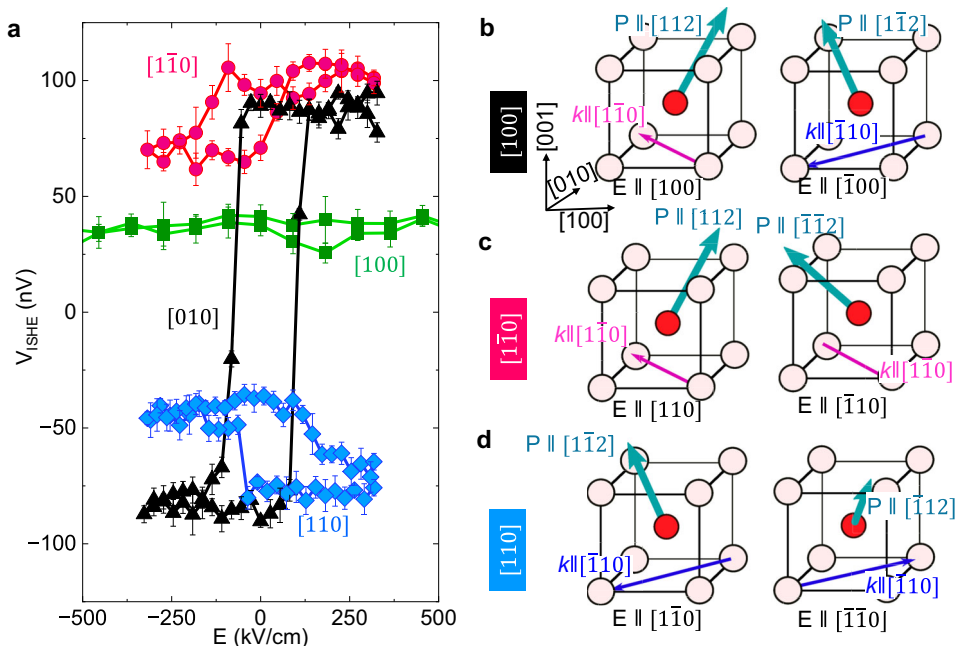 a
[11̄0]
[100]
[010]
[110]
100
50
0
−50
−100
V_ISHE (nV)
−500
−250
0
250
500
E (kV/cm)
b
[100]
P ∥ [112]
k∥[11̄0]
E ∥ [100]
[001]
[010]
[100]
P ∥ [11̄2]
k∥[1̄10]
E ∥ [1̄00]
c
[11̄0]
P ∥ [112]
k∥[11̄0]
E ∥ [110]
P ∥ [1̄1̄2]
k∥[11̄0]
E ∥ [1̄10]
d
[110]
P ∥ [11̄2]
k∥[1̄10]
E ∥ [11̄0]
P ∥ [1̄12]
k∥[1̄10]
E ∥ [1̄1̄0]